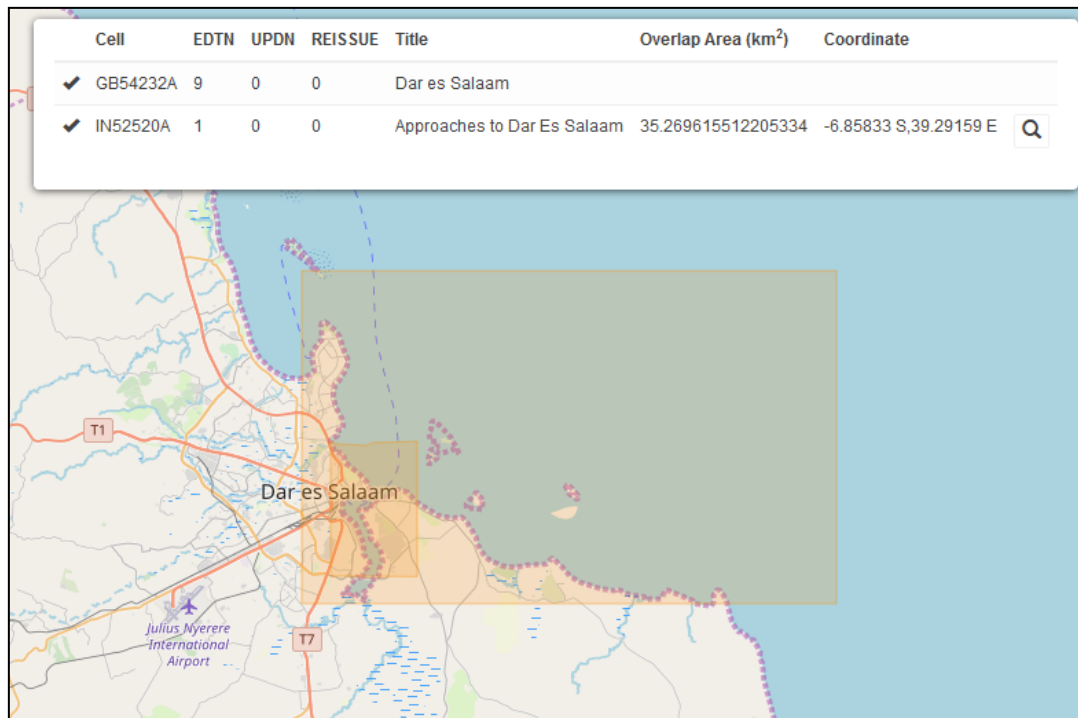 Cell EDTN UPDN REISSUE Title Overlap Area (km²) Coordinate
GB54232A 9 0 0 Dar es Salaam
IN52520A 1 0 0 Approaches to Dar Es Salaam 35.269615512205334 -6.85833 S,39.29159 E
T1
Dar es Salaam
Julius Nyerere
International
Airport
T7